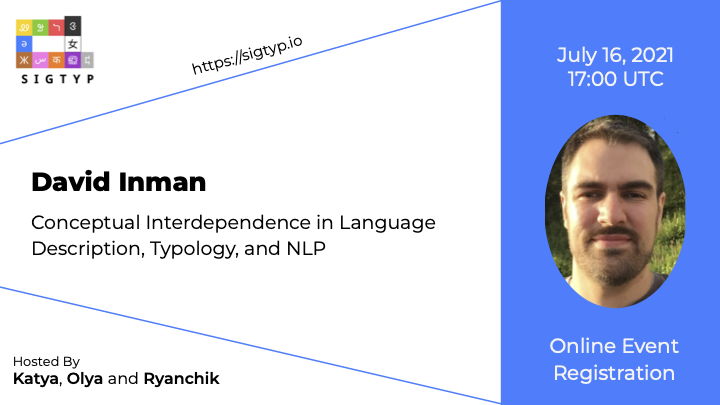 SIGTYP
https://sigtyp.io
July 16, 2021
17:00 UTC
David Inman
Conceptual Interdependence in Language
Description, Typology, and NLP
Online Event
Registration
Hosted By
Katya, Olya and Ryanchik